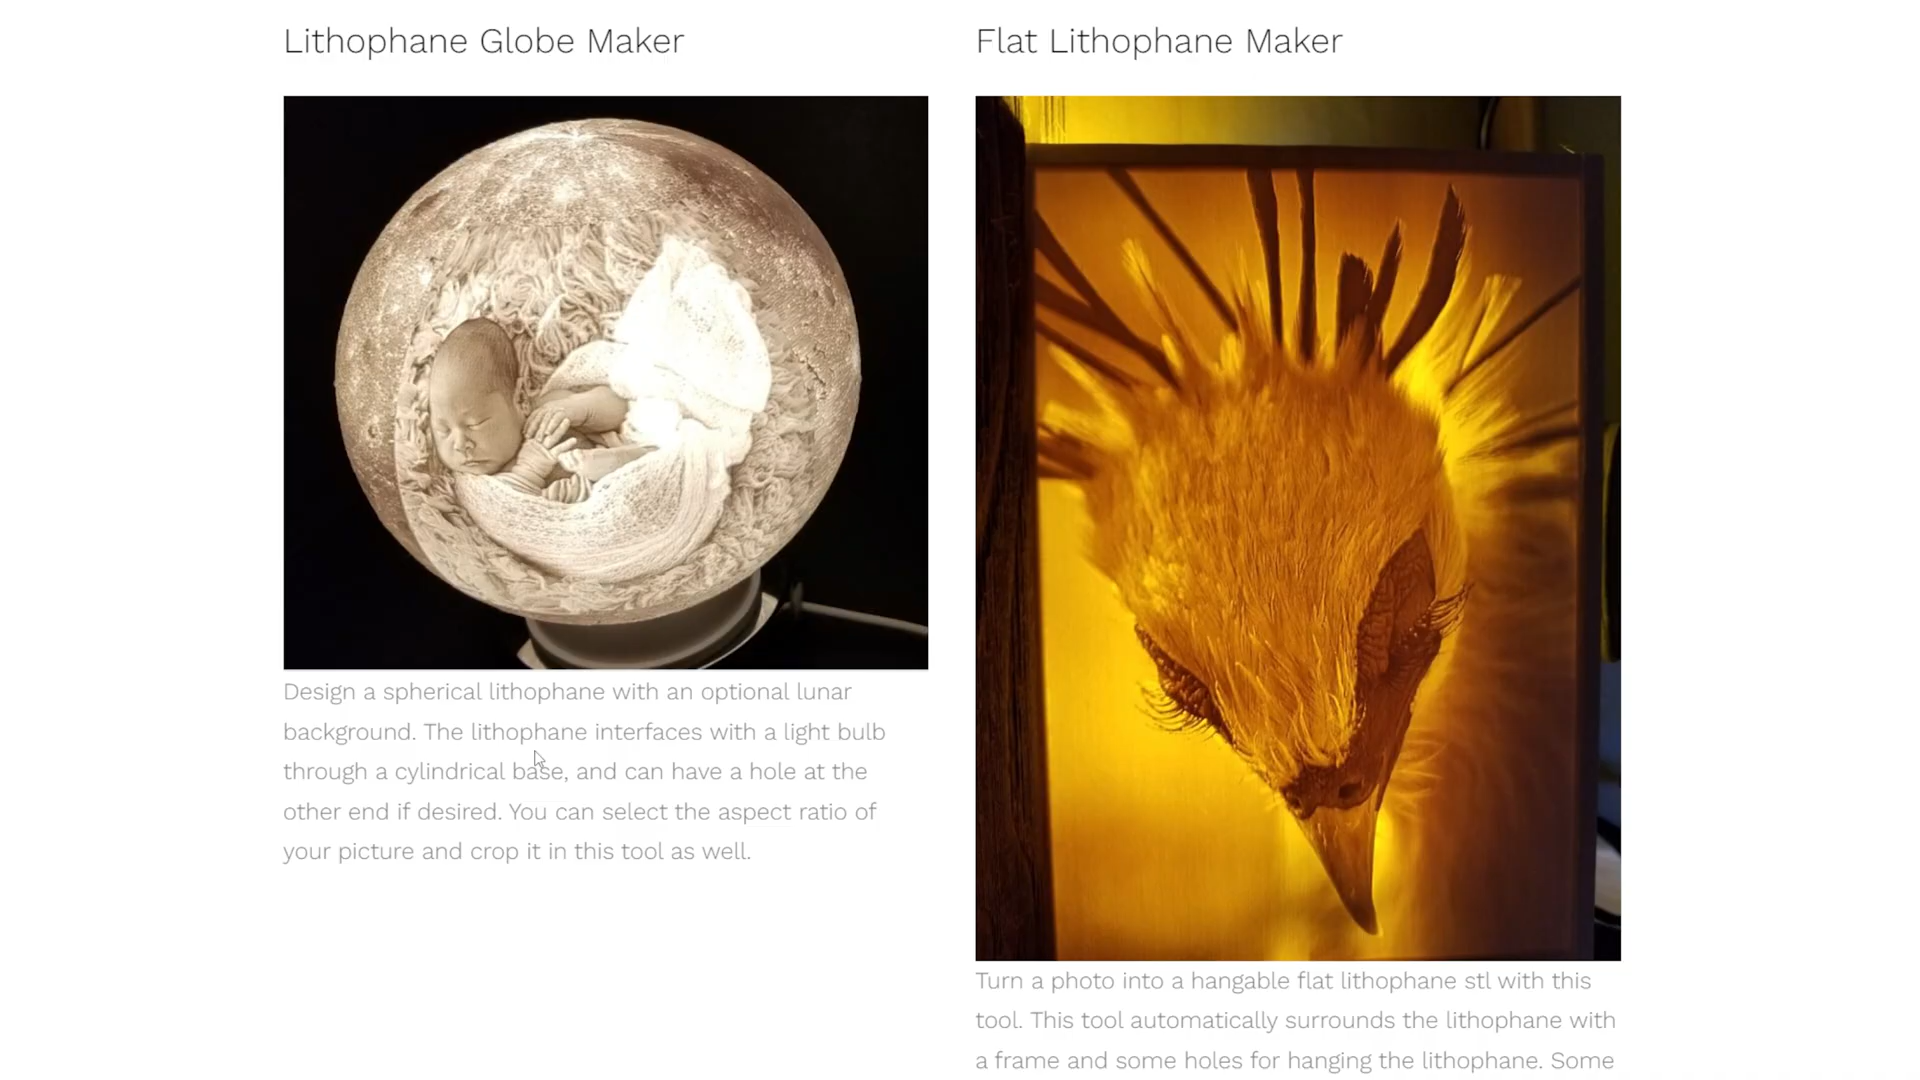 Lithophane Globe Maker
Design a spherical lithophane with an optional lunar
background. The lithophane interfaces with a light bulb
through a cylindrical base, and can have a hole at the
other end if desired. You can select the aspect ratio of
your picture and crop it in this tool as well.
Flat Lithophane Maker
Turn a photo into a hangable flat lithophane stl with this
tool. This tool automatically surrounds the lithophane with
a frame and some holes for hanging the lithophane. Some